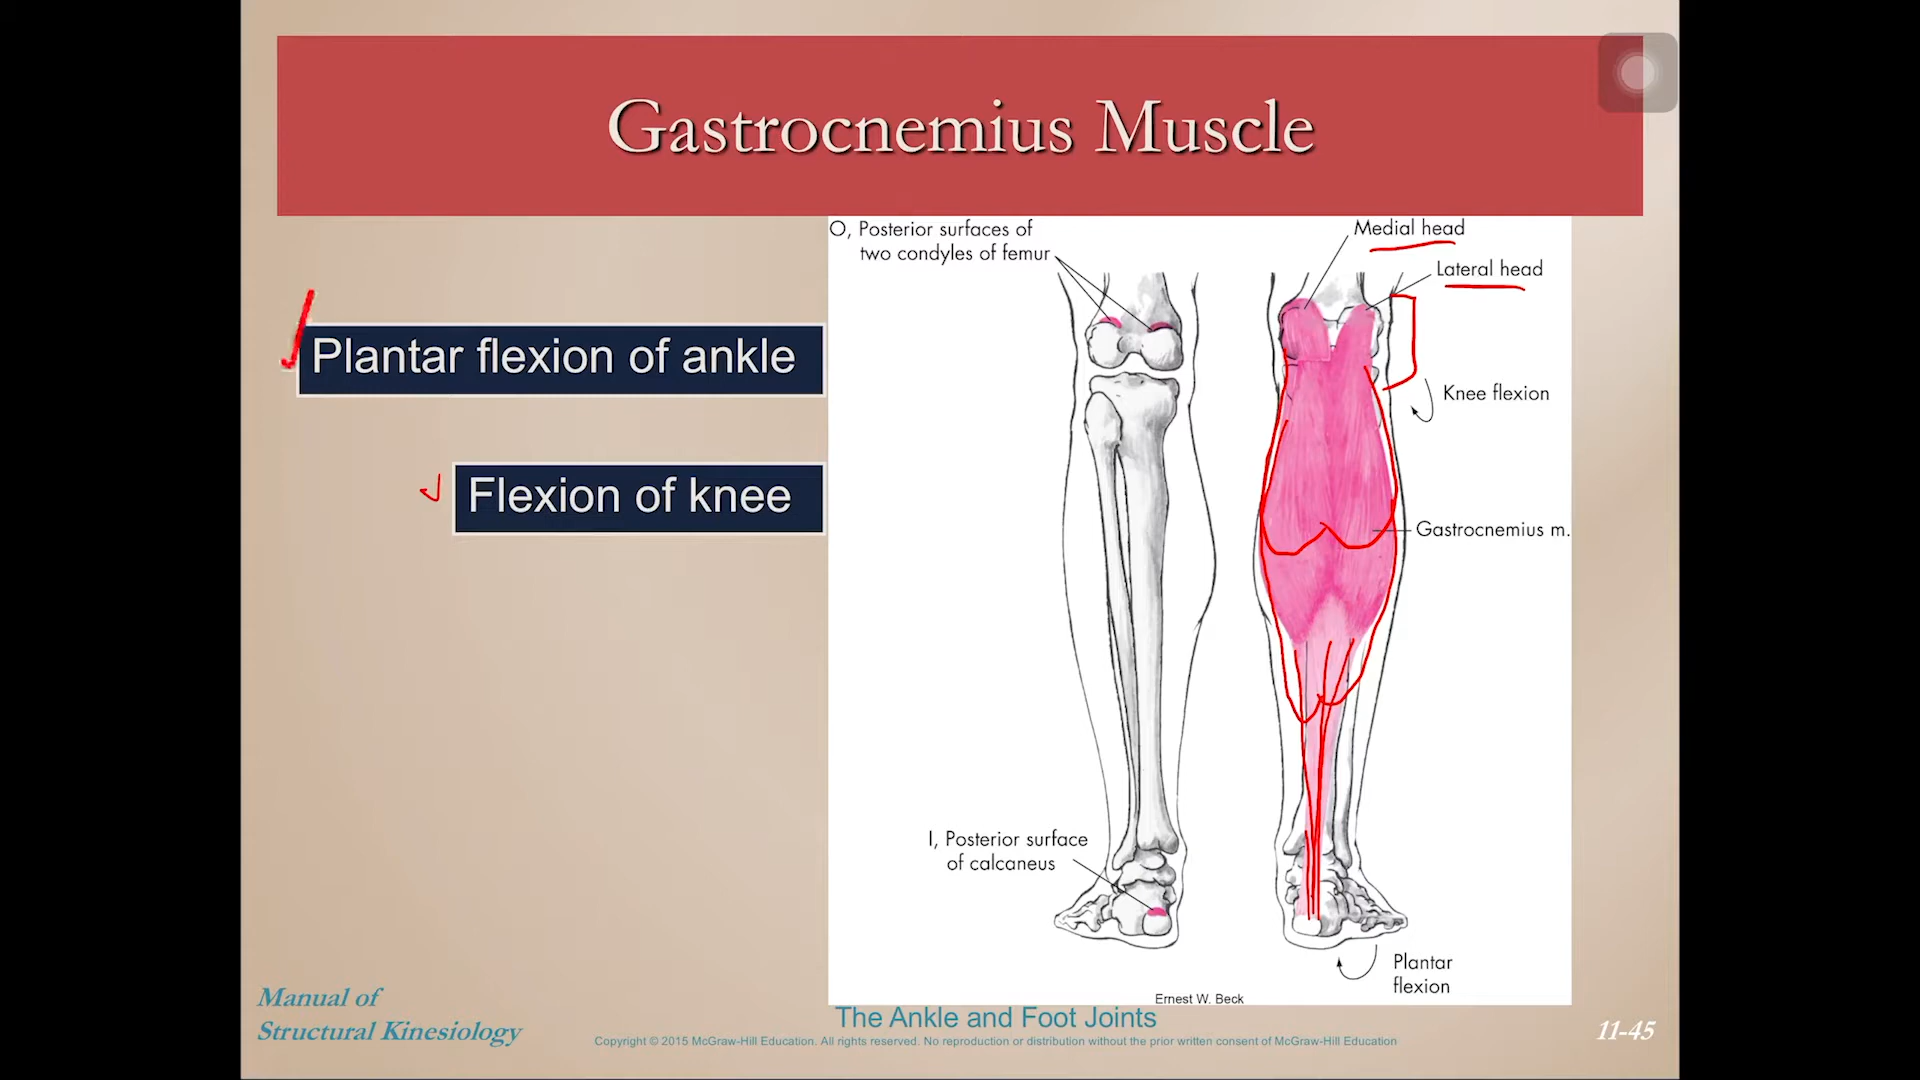 Gastrocnemius Muscle
O, Posterior surfaces of
two condyles of femur
Medial head
Lateral head
Plantar flexion of ankle
Knee flexion
Flexion of knee
Gastrocnemius m.
I, Posterior surface
of calcaneus
Plantar
flexion
Ernest W. Beck
Manual of
Structural Kinesiology
The Ankle and Foot Joints
Copyright © 2015 McGraw-Hill Education. All rights reserved. No reproduction or distribution without the prior written consent of McGraw-Hill Education
11-45